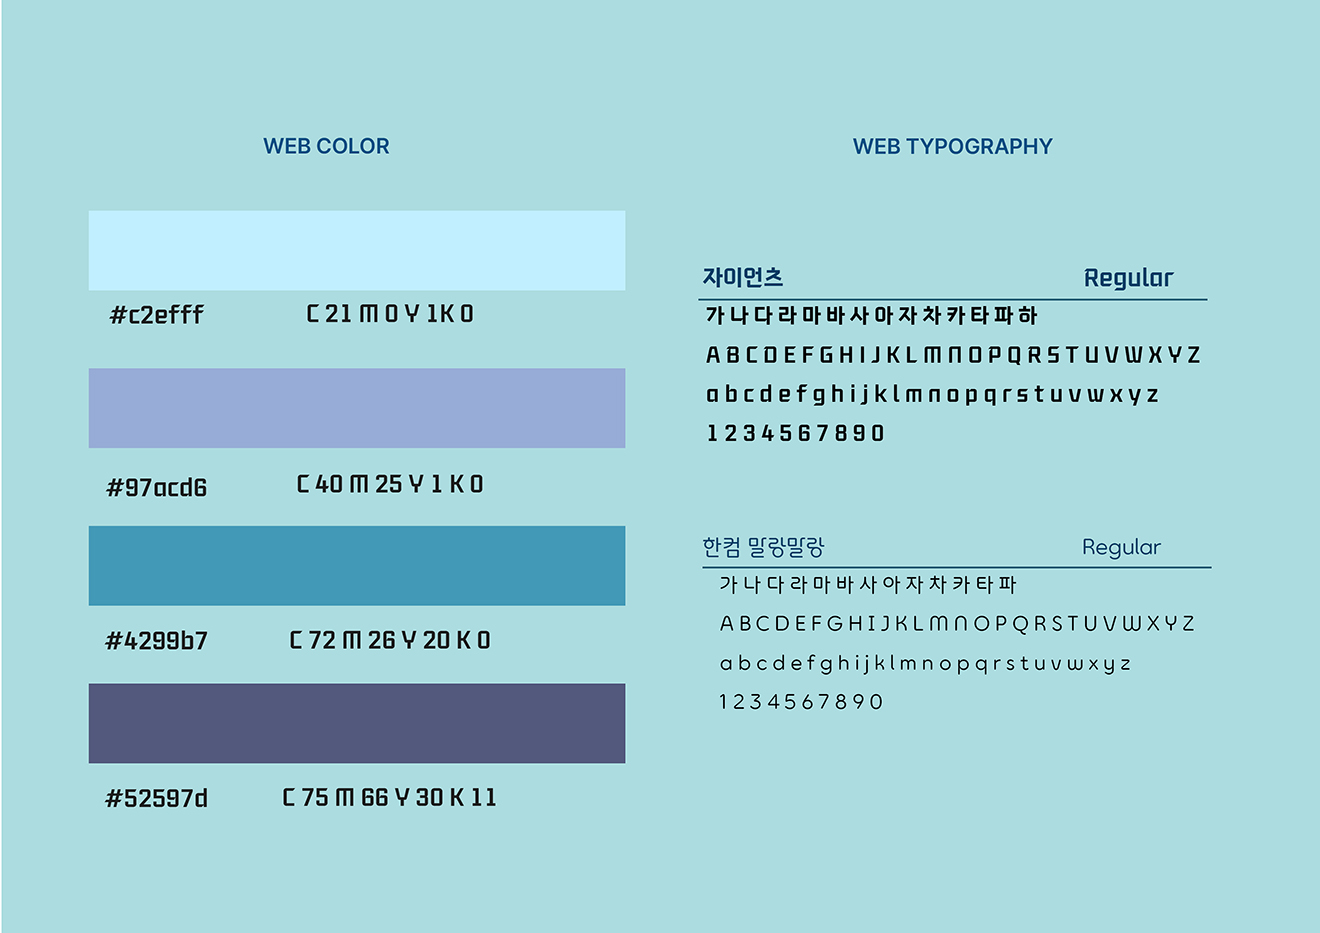 WEB COLOR
#c2efff C 21 M 0 Y 1K 0
#97acd6 C 40 M 25 Y 1 K 0
#4299b7 C 72 M 26 Y 20 K 0
#52597d C 75 M 66 Y 30 K 11
WEB TYPOGRAPHY
자이언츠 Regular
가 나 다 라 마 바 사 아 자 차 카 타 파 하
A B C D E F G H I J K L M N O P Q R S T U V W X Y Z
a b c d e f g h i j k l m n o p q r s t u v w x y z
1 2 3 4 5 6 7 8 9 0
한컴 말랑말랑 Regular
가 나 다 라 마 바 사 아 자 차 카 타 파
A B C D E F G H I J K L M N O P Q R S T U V W X Y Z
a b c d e f g h i j k l m n o p q r s t u v w x y z
1 2 3 4 5 6 7 8 9 0